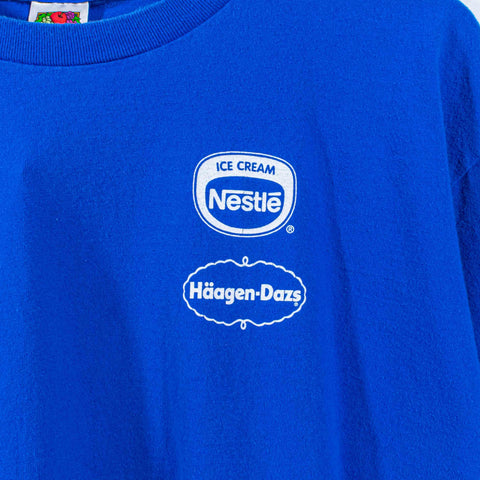 ICE CREAM
Nestlé
®
Häagen-Dazs
®